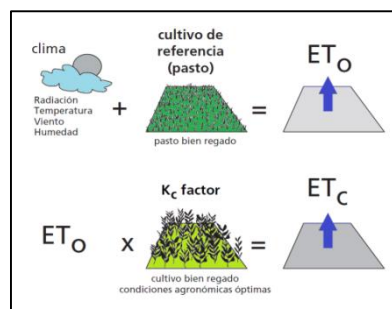 clima
Radiación
Temperatura
Viento
Humedad
+
cultivo de
referencia
(pasto)
pasto bien regado
=
ETO
ETO
x
KC factor
cultivo bien regado
condiciones agronómicas óptimas
=
ETC